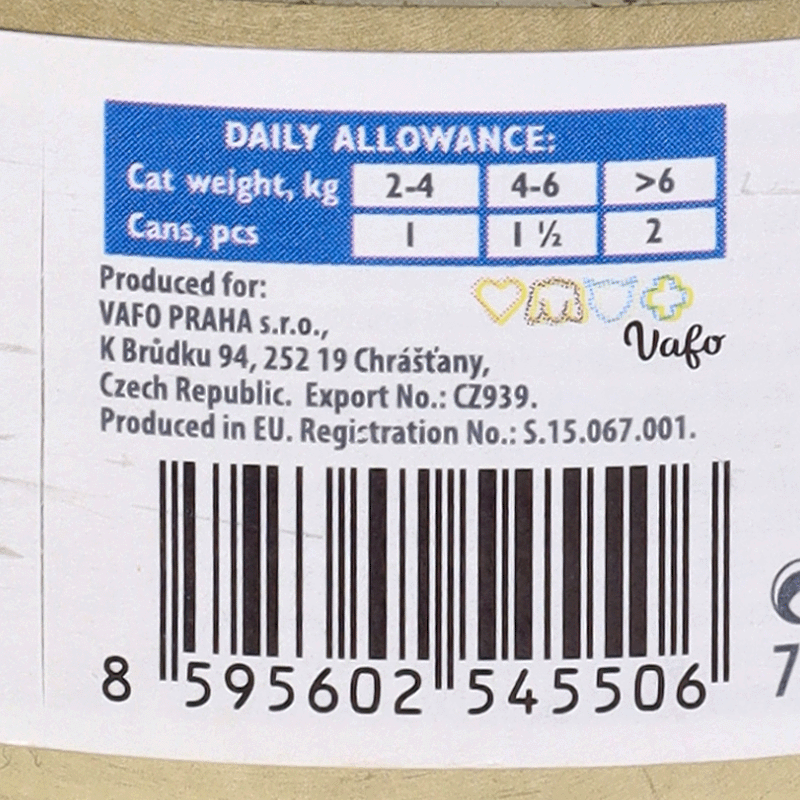 DAILY ALLOWANCE:
Cat weight, kg 2-4 4-6 >6
Cans, pcs 1 1 ½ 2
Produced for:
VAFO PRAHA s.r.o.,
Vafo
K Brůdku 94, 252 19 Chrášťany,
Czech Republic. Export No.: CZ939.
Produced in EU. Registration No.: S.15.067.001.
8 595602 545506
7